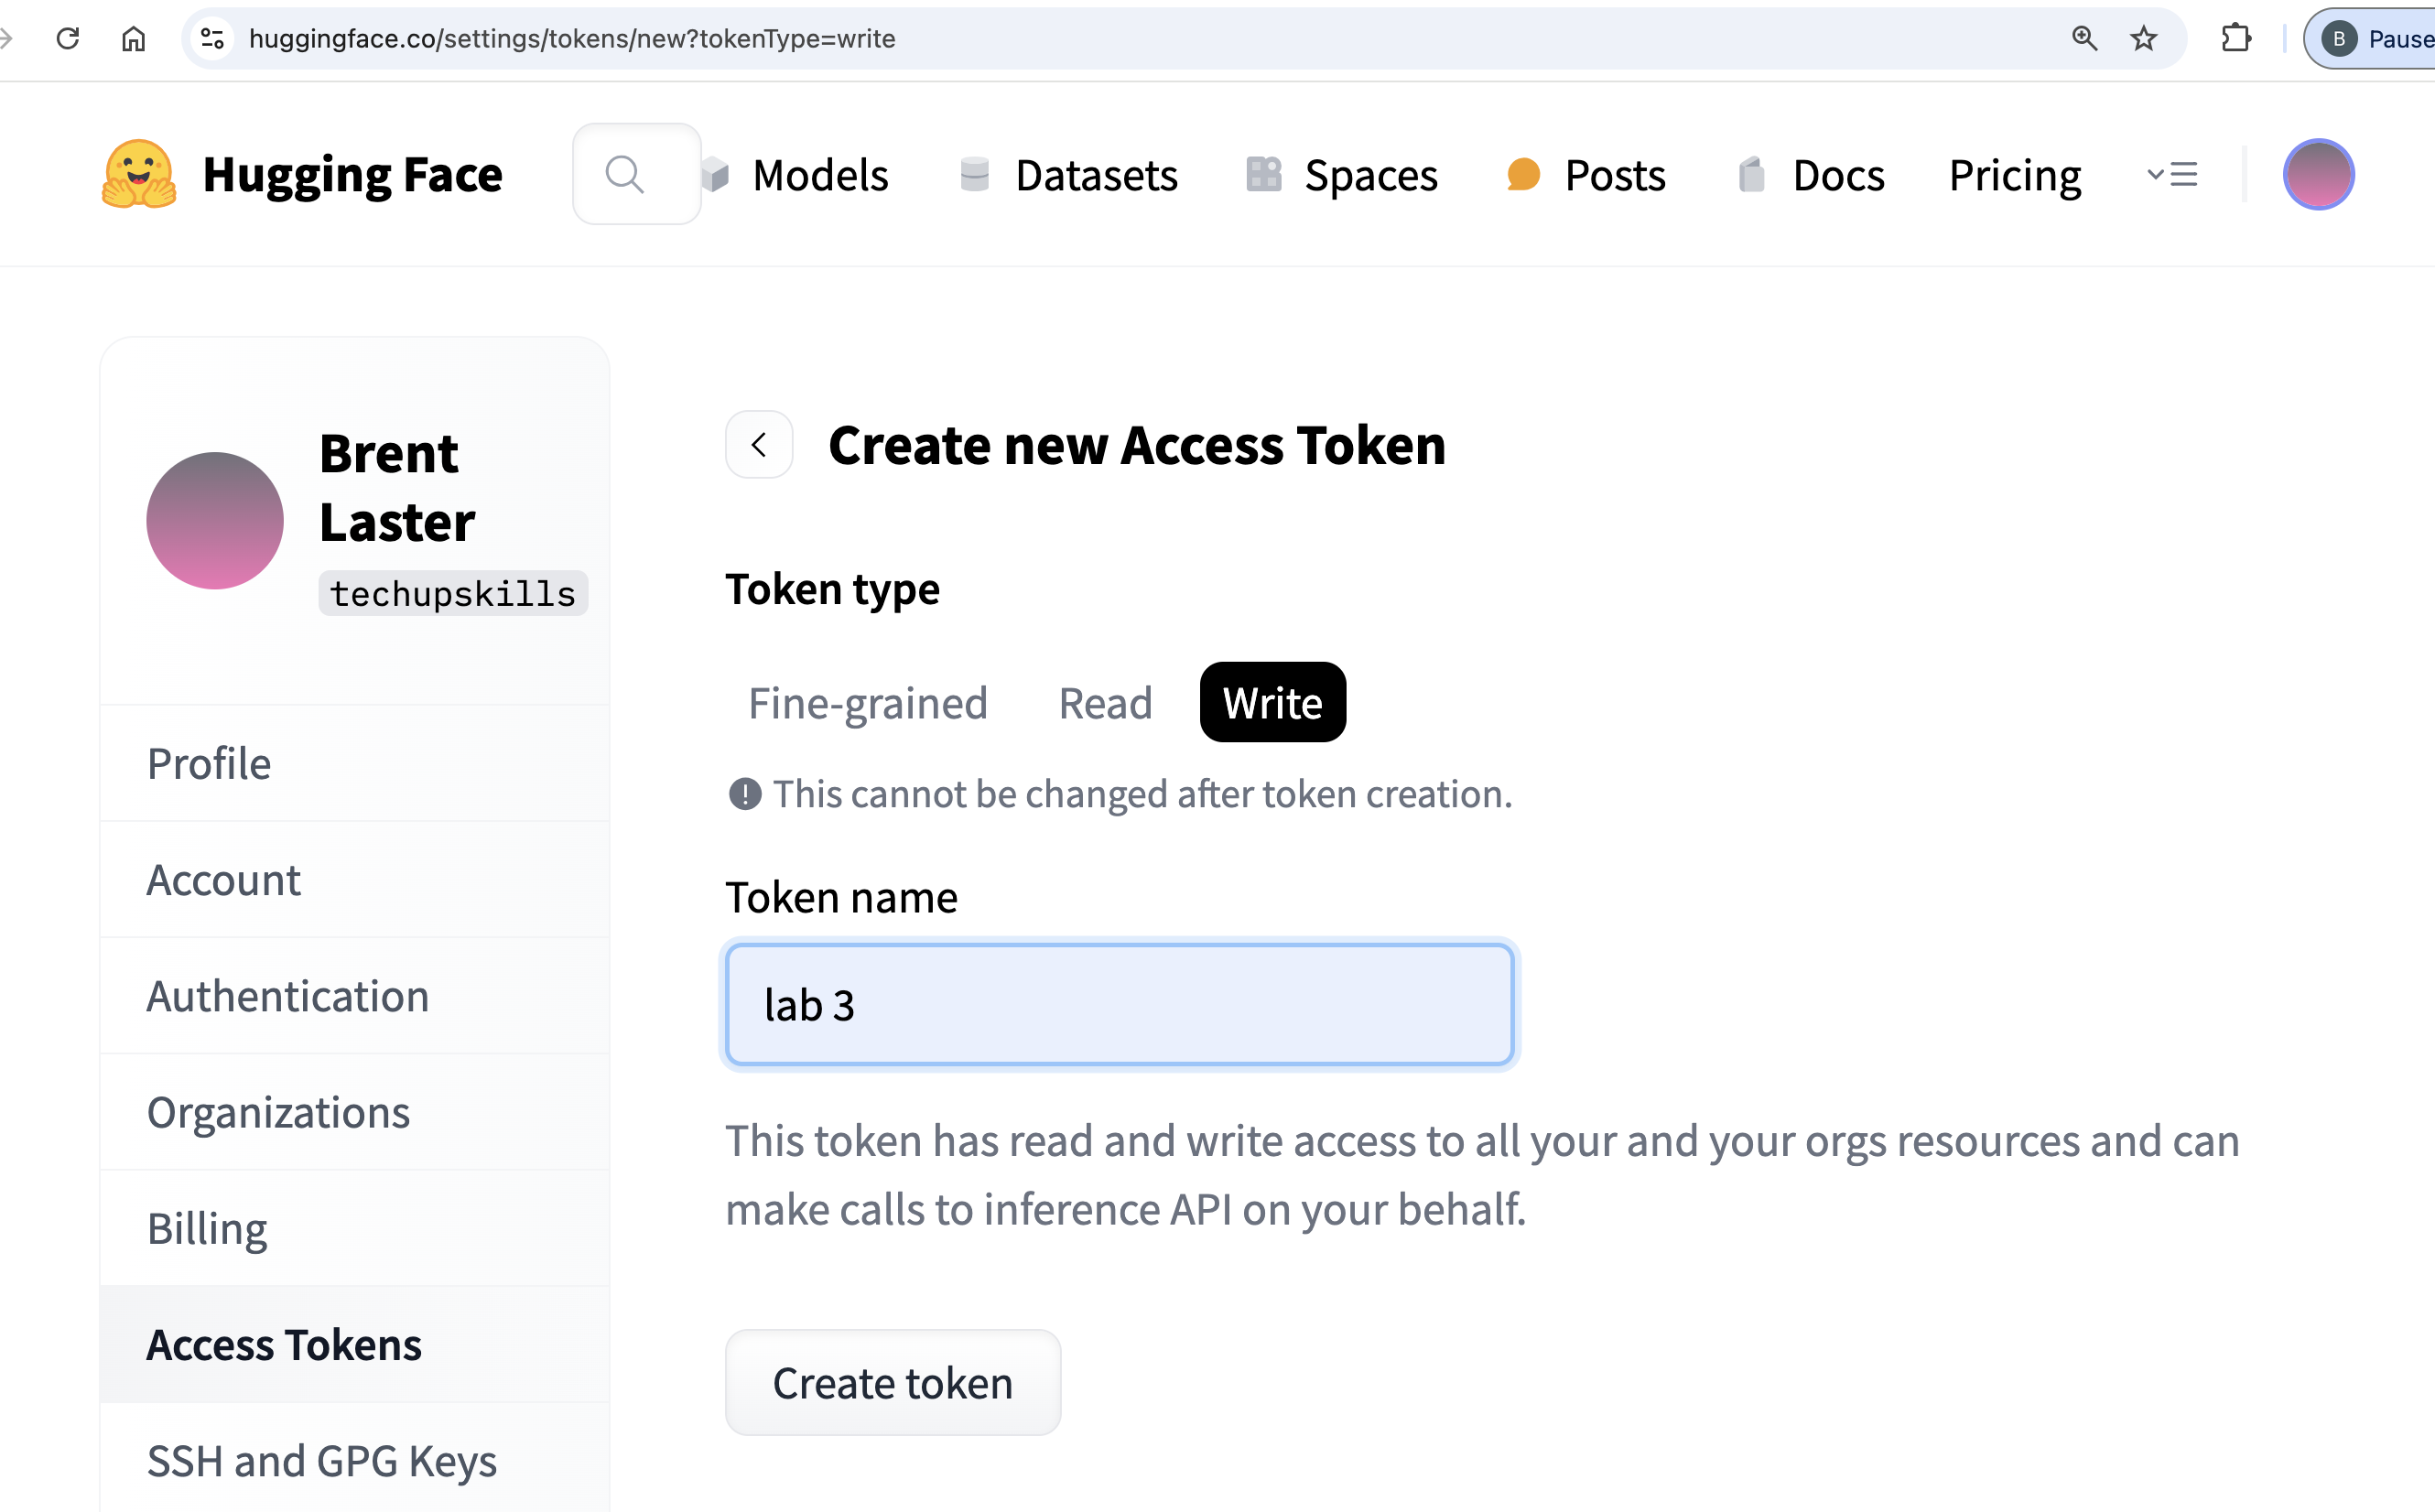 huggingface.co/settings/tokens/new?tokenType=write
B
Hugging Face
Models
Datasets
Spaces
Posts
Docs
Pricing
Brent
Laster
techupskills
Profile
Account
Authentication
Organizations
Billing
Access Tokens
SSH and GPG Keys
Create new Access Token
Token type
Fine-grained
Read
Write
This cannot be changed after token creation.
Token name
lab 3
This token has read and write access to all your and your orgs resources and can
make calls to inference API on your behalf.
Create token